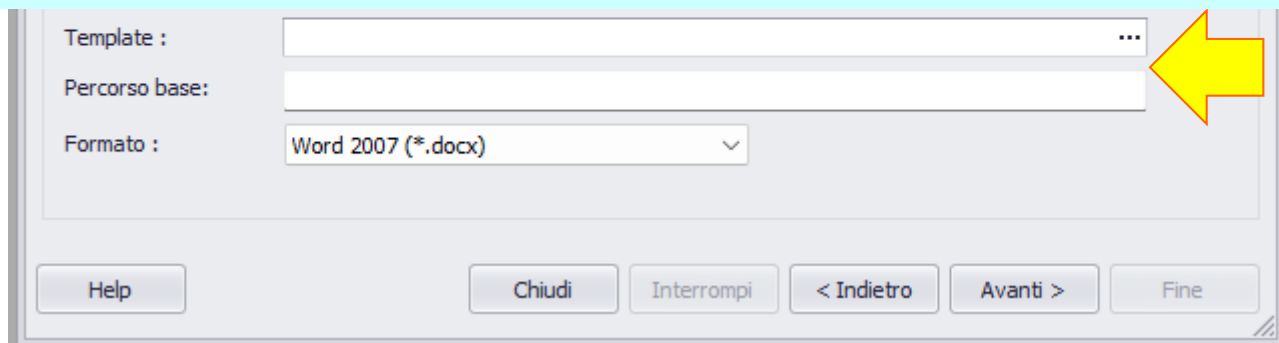 Template :
...
Percorso base:
Formato :
Word 2007 (*.docx)
Help
Chiudi
Interrompi
< Indietro
Avanti >
Fine